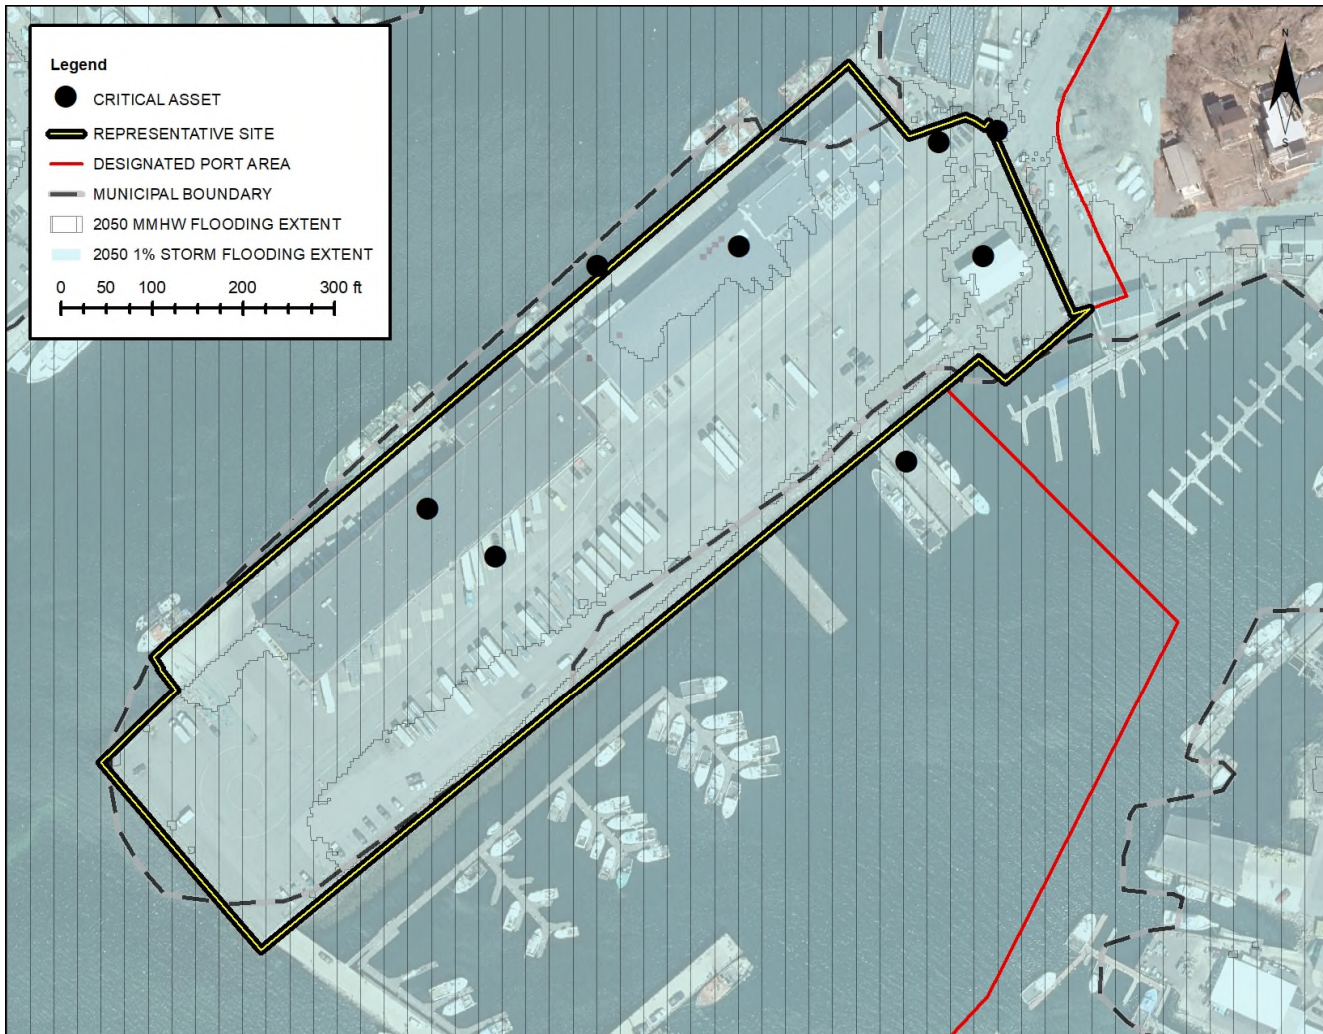 Legend
CRITICAL ASSET
REPRESENTATIVE SITE
DESIGNATED PORT AREA
MUNICIPAL BOUNDARY
2050 MMHW FLOODING EXTENT
2050 1% STORM FLOODING EXTENT
0 50 100 200 300 ft
N
S